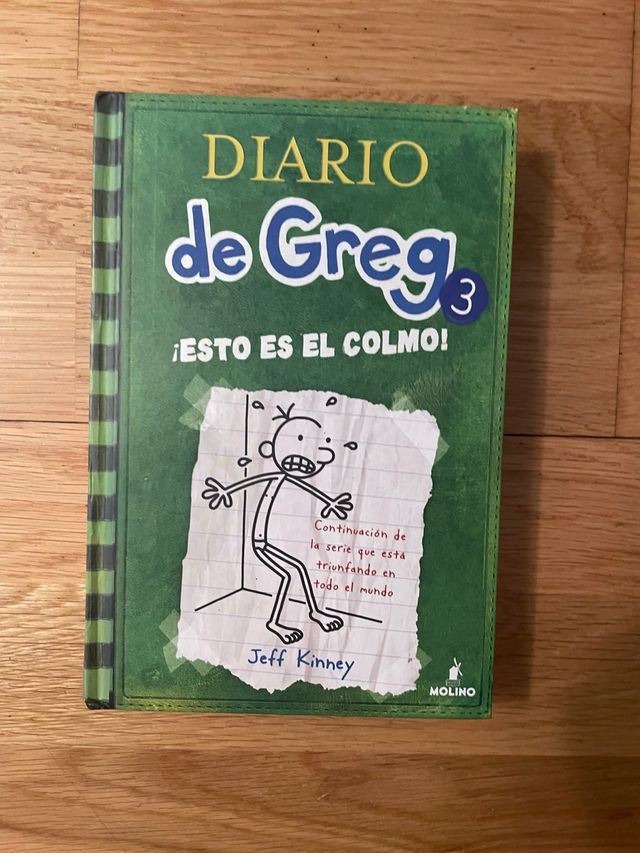 DIARIO
de Greg 3
¡ESTO ES EL COLMO!
Continuación de
la serie que está
triunfando en
todo el mundo
Jeff Kinney
MOLINO